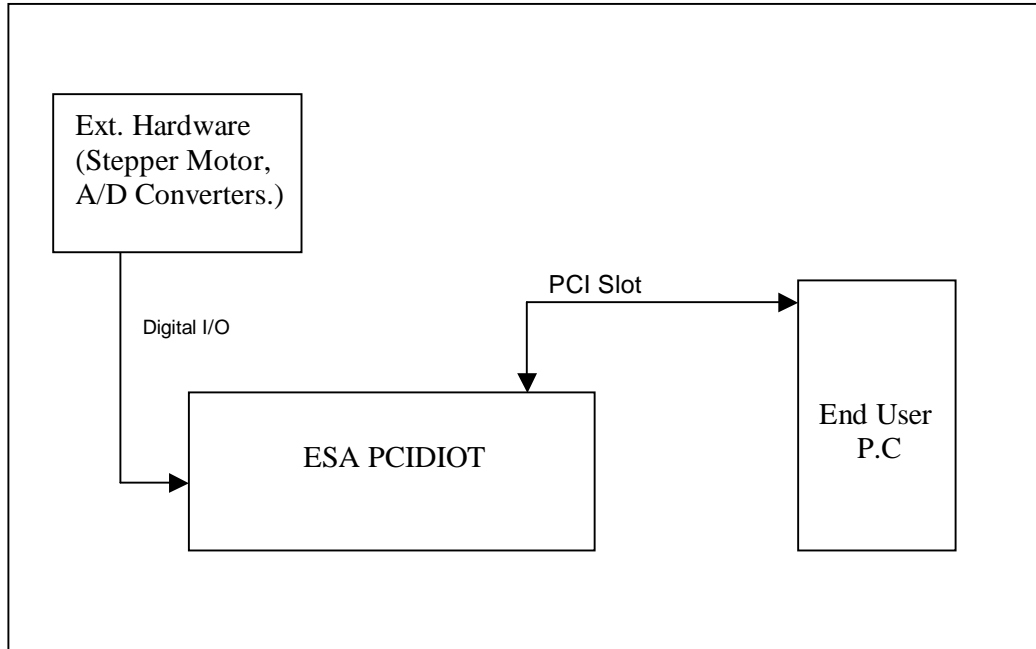 Ext. Hardware
(Stepper Motor,
A/D Converters.)
PCI Slot
Digital I/O
End User
P.C
ESA PCIDIOT